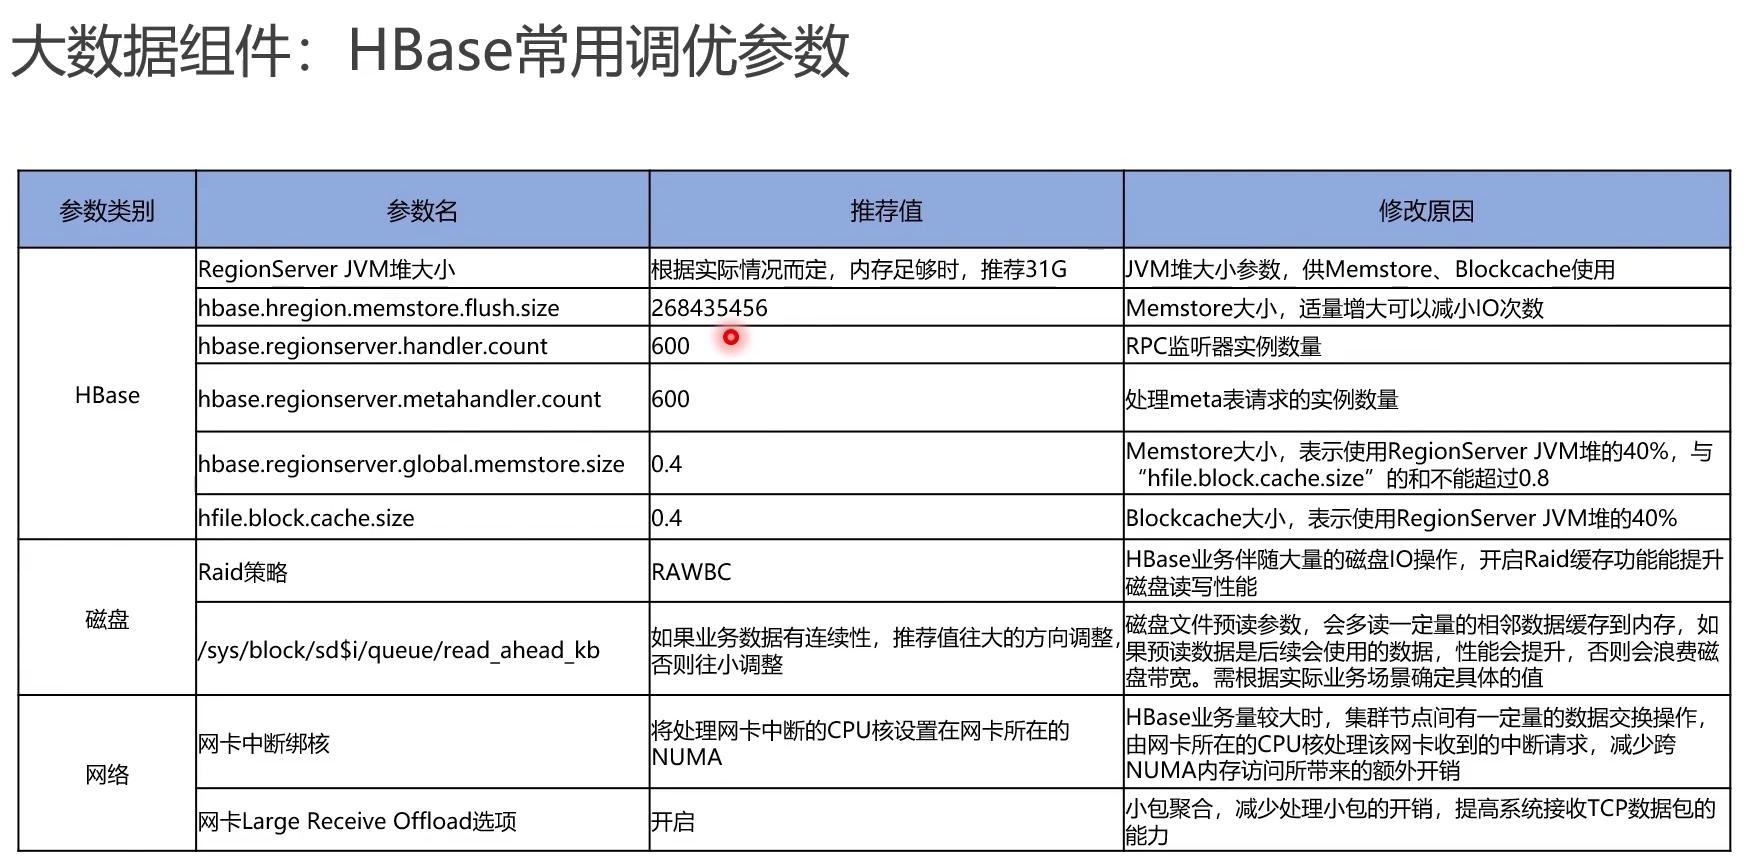 大数据组件：HBase常用调优参数
参数类别 参数名 推荐值 修改原因
HBase
RegionServer JVM堆大小 根据实际情况而定，内存足够时，推荐31G JVM堆大小参数，供Memstore、Blockcache使用
hbase.hregion.memstore.flush.size 268435456 Memstore大小，适量增大可以减小IO次数
hbase.regionserver.handler.count 600 RPC监听器实例数量
hbase.regionserver.metahandler.count 600 处理meta表请求的实例数量
hbase.regionserver.global.memstore.size 0.4 Memstore大小，表示使用RegionServer JVM堆的40%，与
“hfile.block.cache.size”的和不能超过0.8
hfile.block.cache.size 0.4 Blockcache大小，表示使用RegionServer JVM堆的40%
磁盘
Raid策略 RAWBC HBase业务伴随大量的磁盘IO操作，开启Raid缓存功能能提升
磁盘读写性能
/sys/block/sd$i/queue/read_ahead_kb
如果业务数据有连续性，推荐值往大的方向调整，
否则往小调整
磁盘文件预读参数，会多读一定量的相邻数据缓存到内存，如
果预读数据是后续会使用的数据，性能会提升，否则会浪费磁
盘带宽。需根据实际业务场景确定具体的值
网络
网卡中断绑核
将处理网卡中断的CPU核设置在网卡所在的
NUMA
HBase业务量较大时，集群节点间有一定量的数据交换操作，
由网卡所在的CPU核处理该网卡收到的中断请求，减少跨
NUMA内存访问所带来的额外开销
网卡Large Receive Offload选项 开启 小包聚合，减少处理小包的开销，提高系统接收TCP数据包的
能力